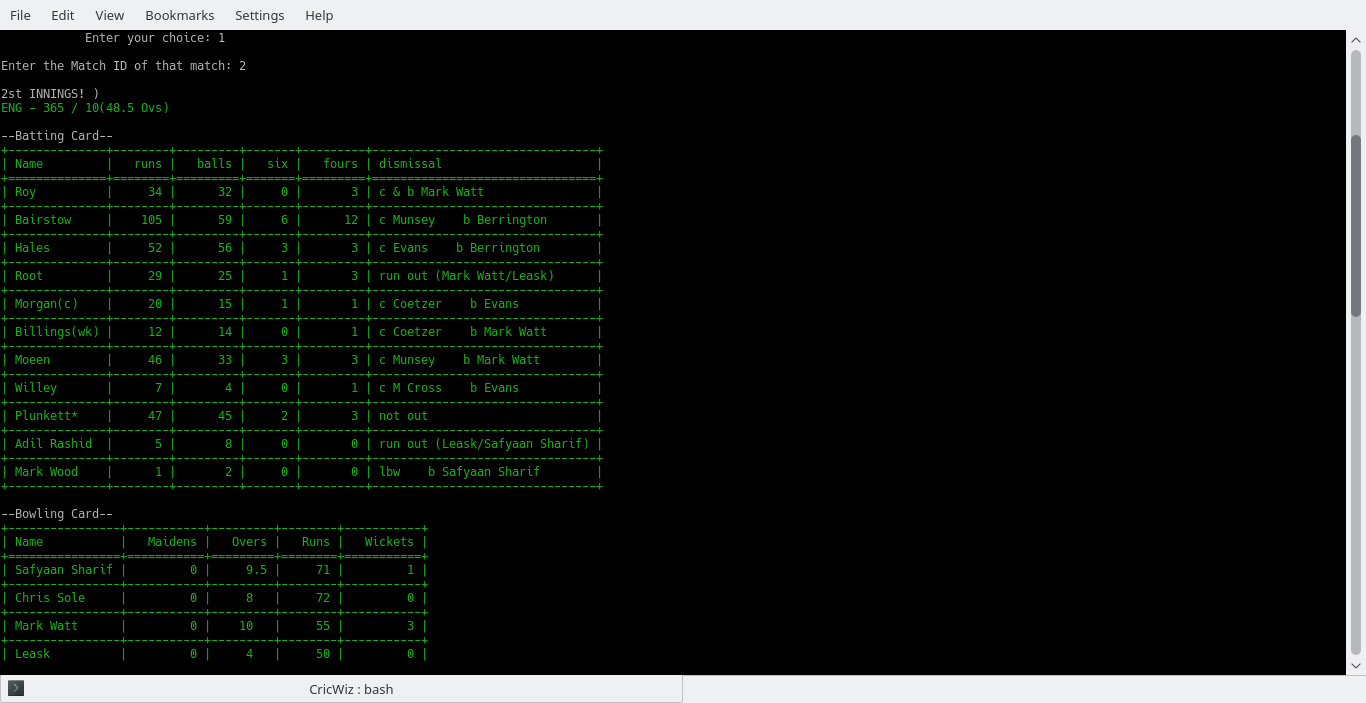 File Edit View Bookmarks Settings Help
Enter your choice: 1
Enter the Match ID of that match: 2
2st INNINGS! )
ENG - 365 / 10(48.5 Ovs)
--Batting Card--
| Name | runs | balls | six | fours | dismissal |
| Roy | 34 | 32 | 0 | 3 | c & b Mark Watt |
| Bairstow | 105 | 59 | 6 | 12 | c Munsey b Berrington |
| Hales | 52 | 56 | 3 | 3 | c Evans b Berrington |
| Root | 29 | 25 | 1 | 3 | run out (Mark Watt/Leask) |
| Morgan(c) | 20 | 15 | 1 | 1 | c Coetzer b Evans |
| Billings(wk) | 12 | 14 | 0 | 1 | c Coetzer b Mark Watt |
| Moeen | 46 | 33 | 3 | 3 | c Munsey b Mark Watt |
| Willey | 7 | 4 | 0 | 1 | c M Cross b Evans |
| Plunkett* | 47 | 45 | 2 | 3 | not out |
| Adil Rashid | 5 | 8 | 0 | 0 | run out (Leask/Safyaan Sharif) |
| Mark Wood | 1 | 2 | 0 | 0 | lbw b Safyaan Sharif |
--Bowling Card--
| Name | Maidens | Overs | Runs | Wickets |
| Safyaan Sharif | 0 | 9.5 | 71 | 1 |
| Chris Sole | 0 | 8 | 72 | 0 |
| Mark Watt | 0 | 10 | 55 | 3 |
| Leask | 0 | 4 | 50 | 0 |
CricWiz : bash